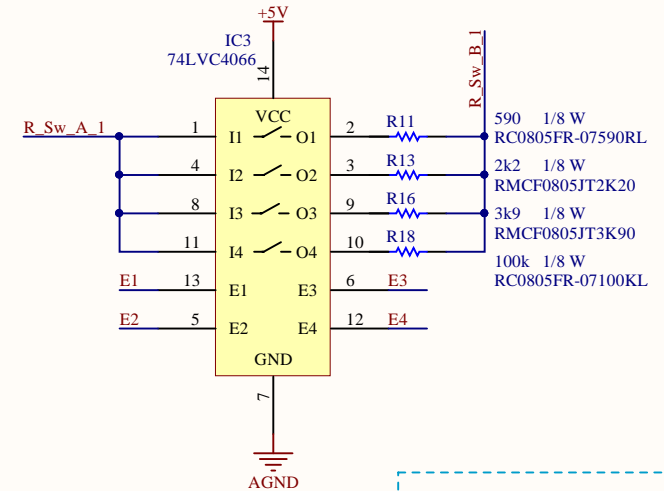 +5V
IC3
74LVC4066
14
R_Sw_B_1
VCC
R_Sw_A_1
1
I1
O1
2
R11
590 1/8 W
RC0805FR-07590RL
4
I2
O2
3
R13
2k2 1/8 W
RMCF0805JT2K20
8
I3
O3
9
R16
3k9 1/8 W
RMCF0805JT3K90
11
I4
O4
10
R18
100k 1/8 W
RC0805FR-07100KL
E1
13
E1
E3
6
E3
E2
5
E2
E4
12
E4
GND
7
AGND